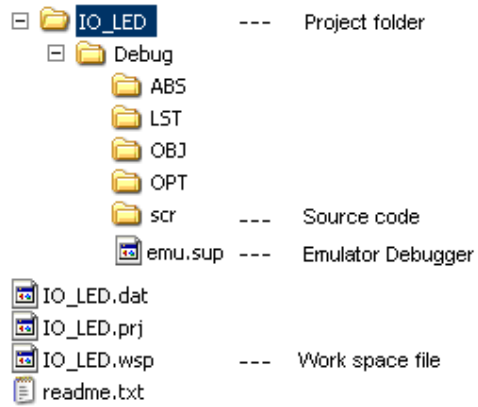 IO_LED --- Project folder
Debug
ABS
LST
OBJ
OPT
scr --- Source code
emu.sup --- Emulator Debugger
IO_LED.dat
IO_LED.prj
IO_LED.wsp --- Work space file
readme.txt